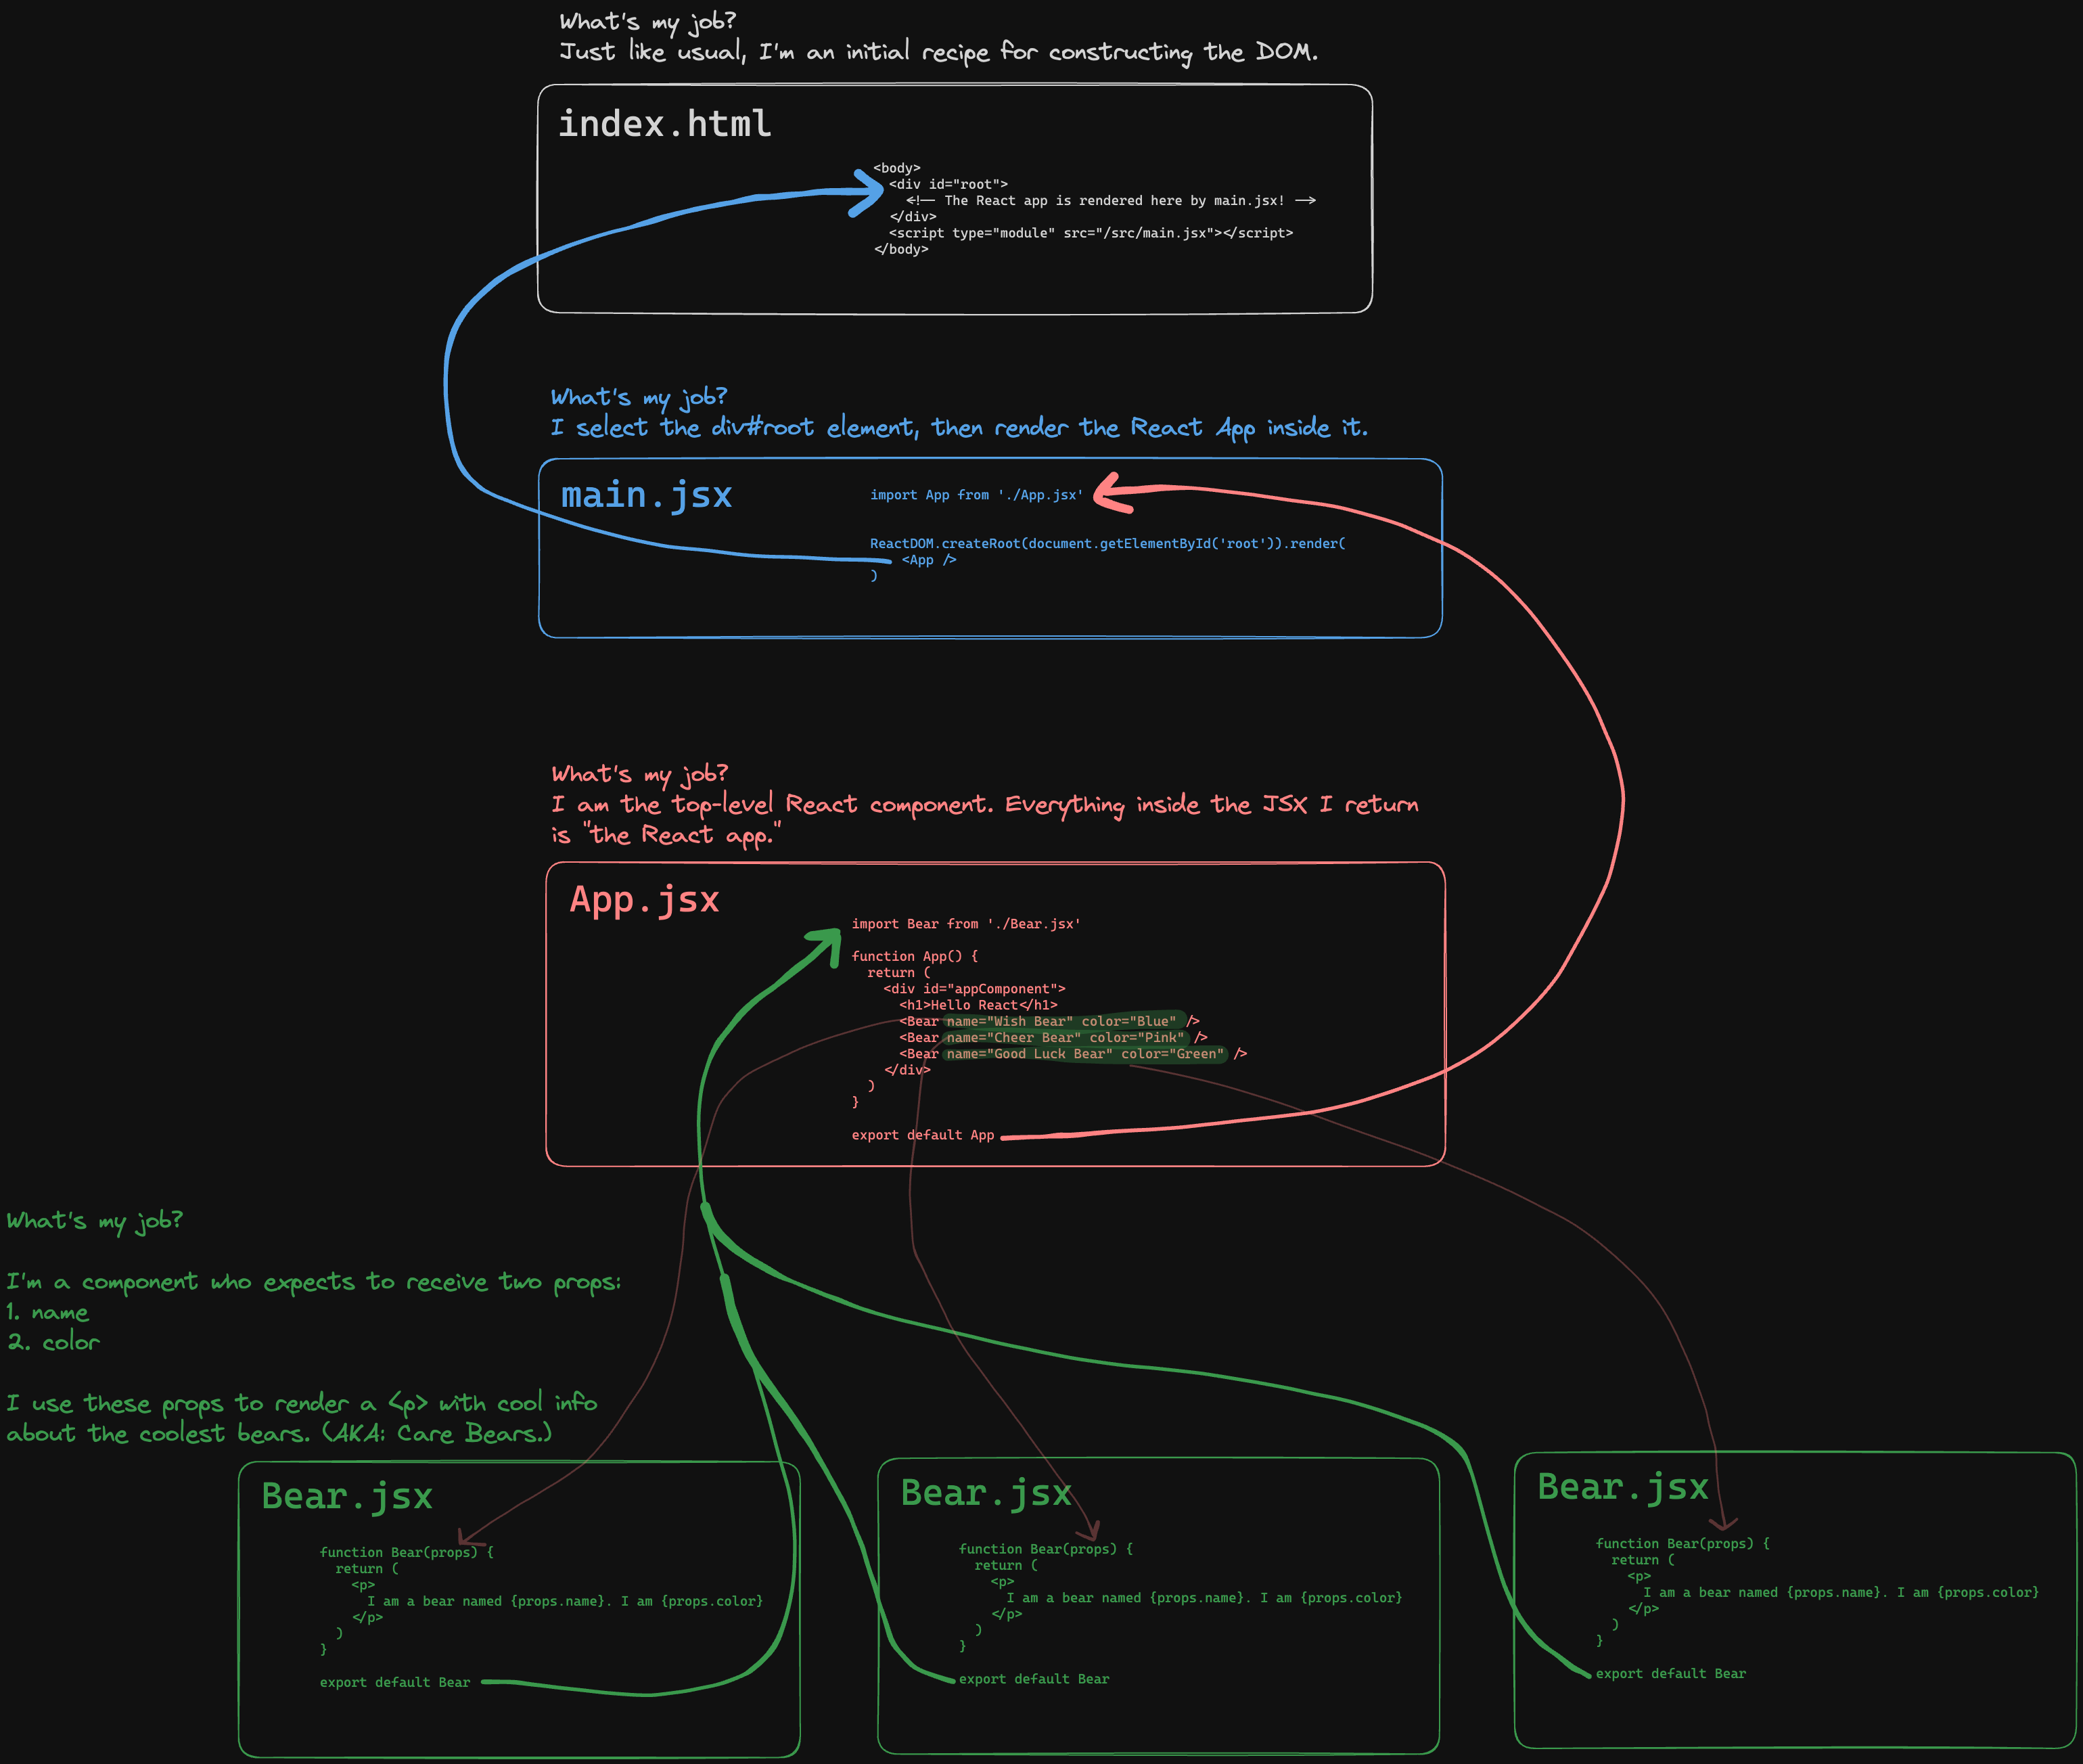 What's my job?
Just like usual, I'm an initial recipe for constructing the DOM.
index.html
<body>
<div id="root">
<!-- The React app is rendered here by main.jsx! -->
</div>
<script type="module" src="/src/main.jsx"></script>
</body>
What's my job?
I select the div#root element, then render the React App inside it.
main.jsx
import App from './App.jsx'
ReactDOM.createRoot(document.getElementById('root')).render(
<App />
)
What's my job?
I am the top-level React component. Everything inside the JSX I return
is "the React app."
App.jsx
import Bear from './Bear.jsx'
function App() {
return (
<div id="appComponent">
<h1>Hello React</h1>
<Bear name="Wish Bear" color="Blue" />
<Bear name="Cheer Bear" color="Pink" />
<Bear name="Good Luck Bear" color="Green" />
</div>
)
}
export default App
What's my job?
I'm a component who expects to receive two props:
1. name
2. color
I use these props to render a <p> with cool info
about the coolest bears. (AKA: Care Bears.)
Bear.jsx
function Bear(props) {
return (
<p>
I am a bear named {props.name}. I am {props.color}
</p>
)
}
export default Bear
Bear.jsx
function Bear(props) {
return (
<p>
I am a bear named {props.name}. I am {props.color}
</p>
)
}
export default Bear
Bear.jsx
function Bear(props) {
return (
<p>
I am a bear named {props.name}. I am {props.color}
</p>
)
}
export default Bear